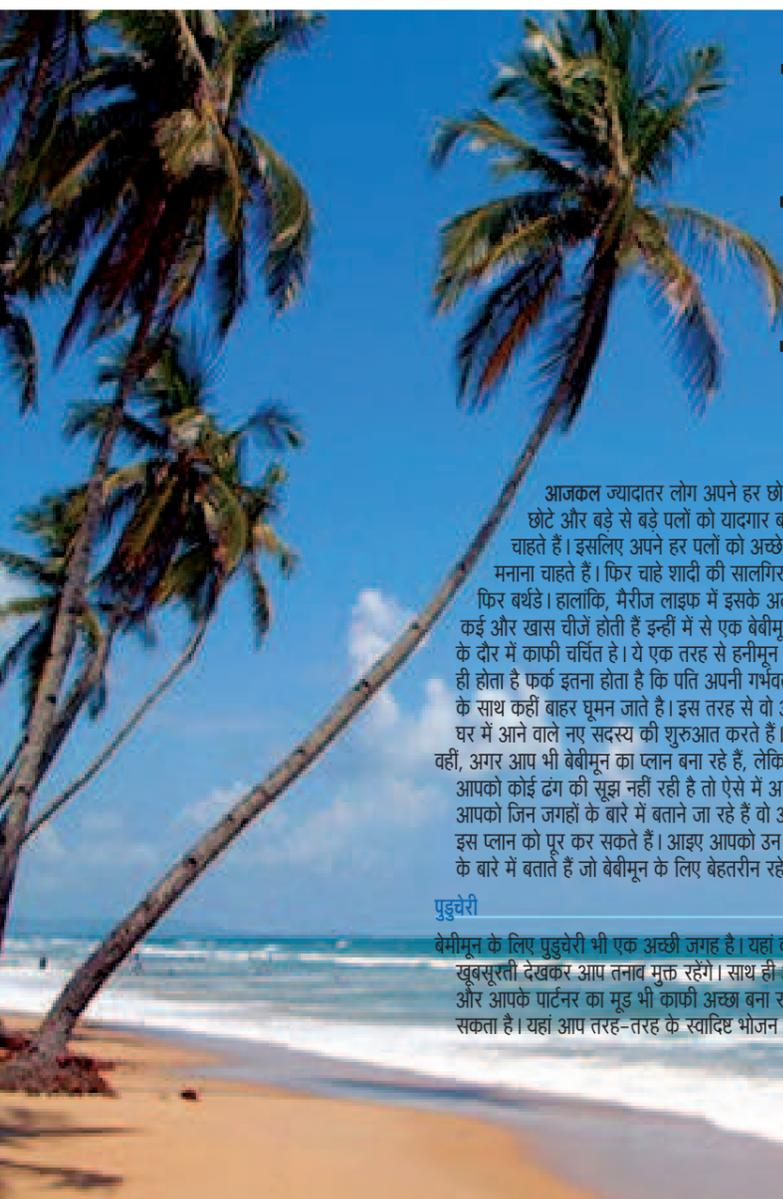 आजकल ज्यादातर लोग अपने हर छो
छोटे और बड़े से बड़े पलों को यादगार
चाहते हैं। इसलिए अपने हर पलों को अच्छे
मनाना चाहते हैं। फिर चाहे शादी की सालगिर
फिर बर्थडे। हालांकि, मैरीज लाइफ में इसके
कई और खास चीजें होती हैं इन्हीं में से एक बेबीमू
के दौर में काफी चर्चित हे। ये एक तरह से हनीमून
ही होता है फर्क इतना होता है कि पति अपनी गर्भव
के साथ कहीं बाहर घूमन जाते है। इस तरह से वो
घर में आने वाले नए सदस्य की शुरुआत करते हैं।
वहीं, अगर आप भी बेबीमून का प्लान बना रहे हैं, लेकि
आपको कोई ढंग की सूझ नहीं रही है तो ऐसे में
आपको जिन जगहों के बारे में बताने जा रहे हैं वो
इस प्लान को पूर कर सकते हैं। आइए आपको उन
के बारे में बताते हैं जो बेबीमून के लिए बेहतरीन रहे
पुडुचेरी
बेमीमून के लिए पुडुचेरी भी एक अच्छी जगह है। यहां
खूबसूरती देखकर आप तनाव मुक्त रहेंगे। साथ ही
और आपके पार्टनर का मूड भी काफी अच्छा बना
सकता है। यहां आप तरह-तरह के स्वादिष्ट भोजन